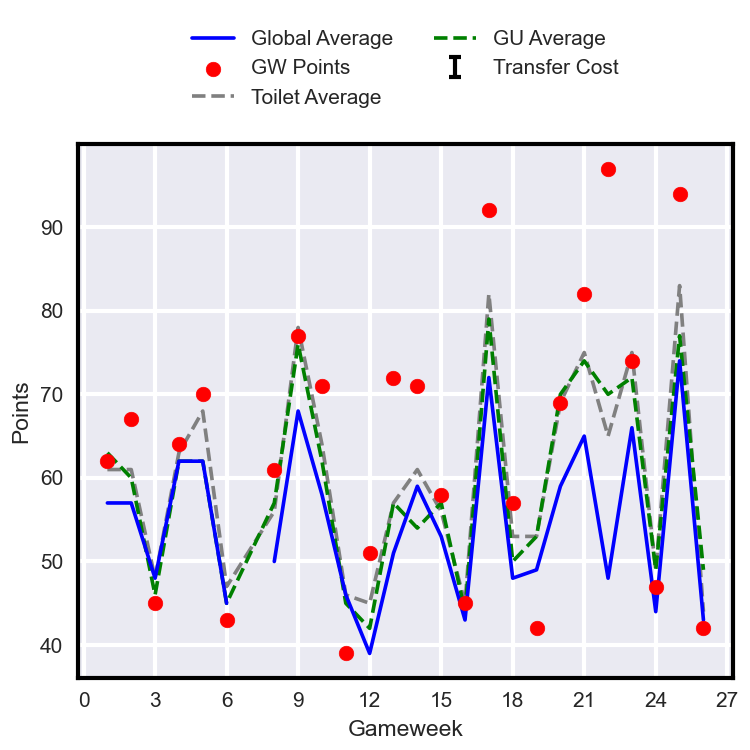 Global Average
GW Points
Toilet Average
GU Average
Transfer Cost
Points
90
80
70
60
50
40
0 3 6 9 12 15 18 21 24 27
Gameweek